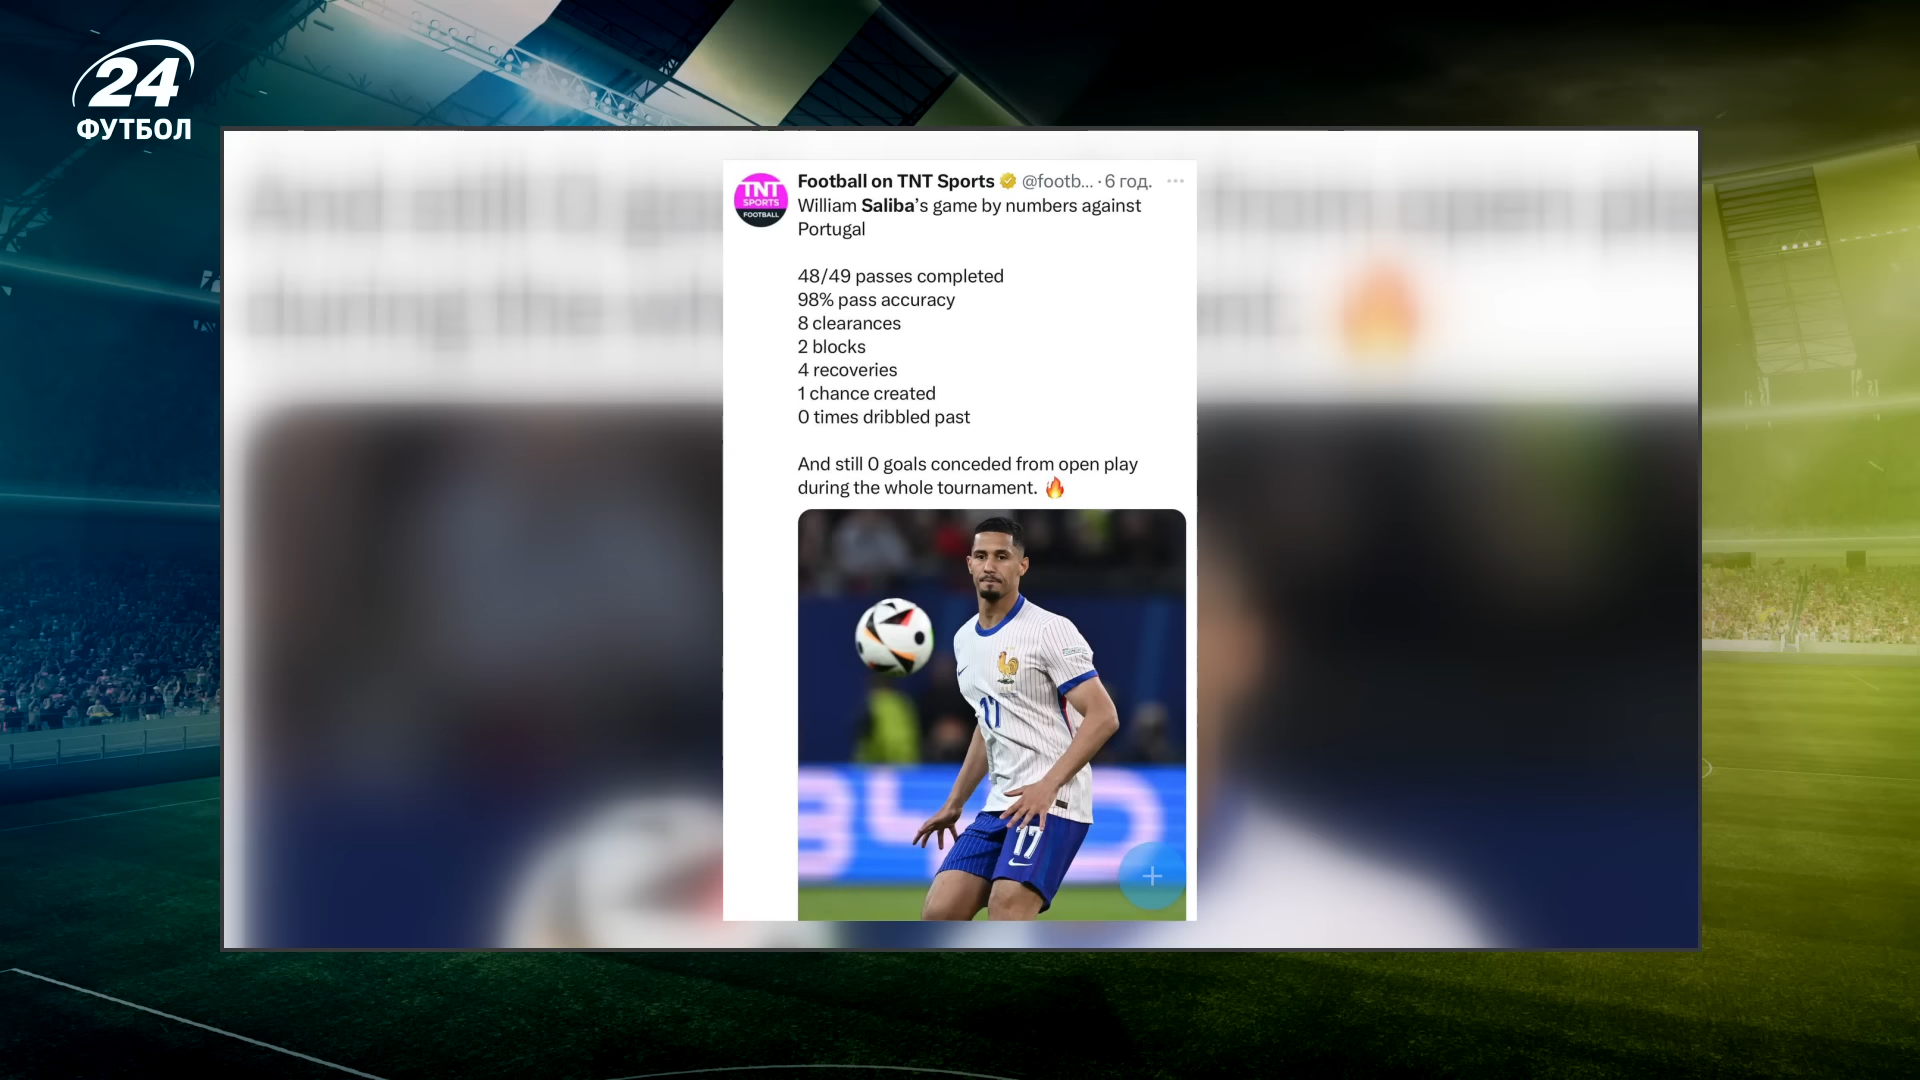 24
ФУТБОЛ
TNT
SPORTS
FOOTBALL
Football on TNT Sports @footb... · 6 год. ...
William Saliba’s game by numbers against
Portugal
48/49 passes completed
98% pass accuracy
8 clearances
2 blocks
4 recoveries
1 chance created
0 times dribbled past
And still 0 goals conceded from open play
during the whole tournament. 🔥
17
17